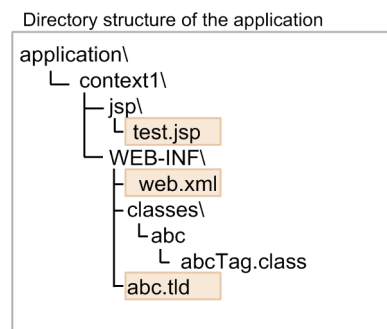 Directory structure of the application
application\
context1\
jsp\
test.jsp
WEB-INF\
web.xml
classes\
abc
abcTag.class
abc.tld